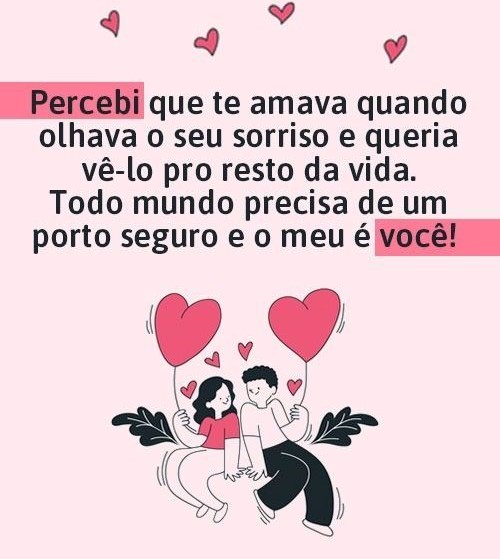 Percebi que te amava quando
olhava o seu sorriso e queria
vê-lo pro resto da vida.
Todo mundo precisa de um
porto seguro e o meu é você!